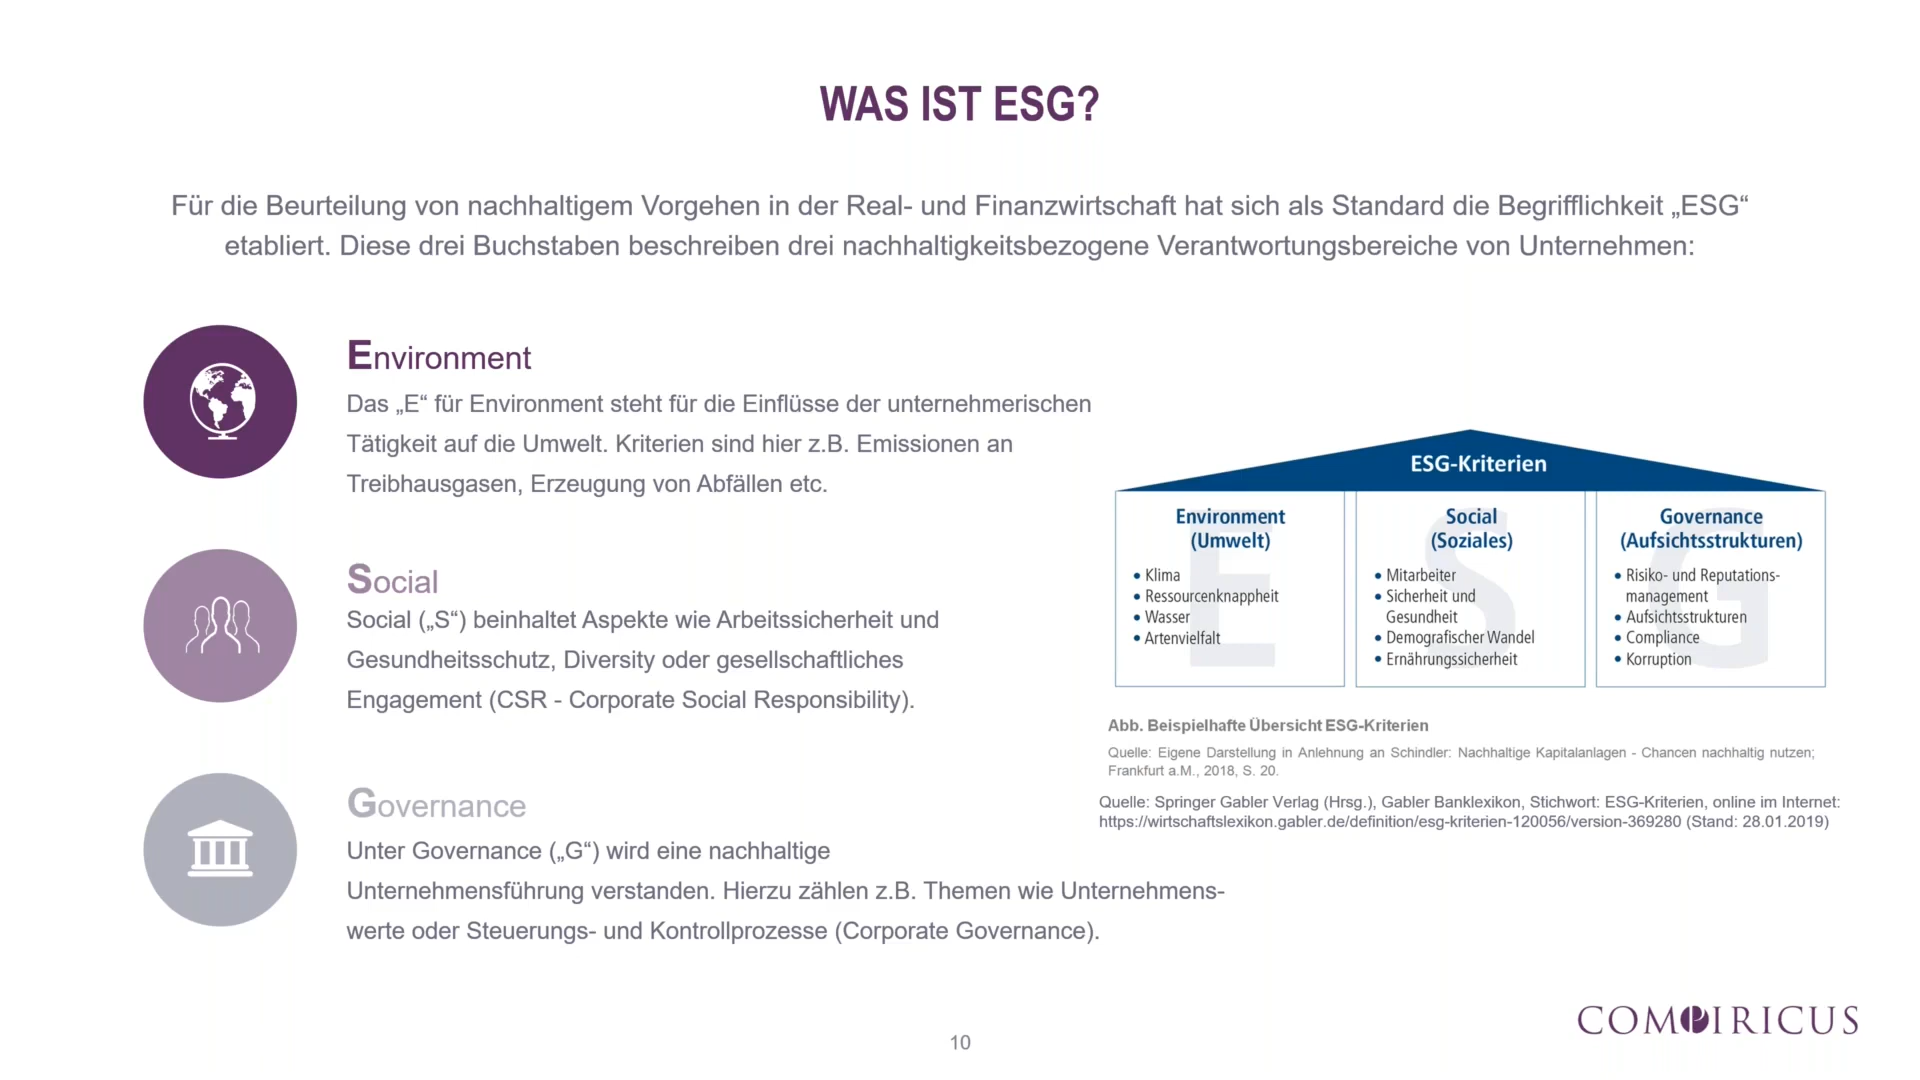 WAS IST ESG?
Für die Beurteilung von nachhaltigem Vorgehen in der Real- und Finanzwirtschaft hat sich als Standard die Begrifflichkeit „ESG“
etabliert. Diese drei Buchstaben beschreiben drei nachhaltigkeitsbezogene Verantwortungsbereiche von Unternehmen:
Environment
Das „E“ für Environment steht für die Einflüsse der unternehmerischen
Tätigkeit auf die Umwelt. Kriterien sind hier z.B. Emissionen an
Treibhausgasen, Erzeugung von Abfällen etc.
Social
Social („S“) beinhaltet Aspekte wie Arbeitssicherheit und
Gesundheitsschutz, Diversity oder gesellschaftliches
Engagement (CSR - Corporate Social Responsibility).
Governance
Unter Governance („G“) wird eine nachhaltige
Unternehmensführung verstanden. Hierzu zählen z.B. Themen wie Unternehmens-
werte oder Steuerungs- und Kontrollprozesse (Corporate Governance).
ESG-Kriterien
E
Environment
(Umwelt)
• Klima
• Ressourcenknappheit
• Wasser
• Artenvielfalt
S
Social
(Soziales)
• Mitarbeiter
• Sicherheit und
Gesundheit
• Demografischer Wandel
• Ernährungssicherheit
G
Governance
(Aufsichtsstrukturen)
• Risiko- und Reputations-
management
• Aufsichtsstrukturen
• Compliance
• Korruption
Abb. Beispielhafte Übersicht ESG-Kriterien
Quelle: Eigene Darstellung in Anlehnung an Schindler: Nachhaltige Kapitalanlagen - Chancen nachhaltig nutzen;
Frankfurt a.M., 2018, S. 20.
Quelle: Springer Gabler Verlag (Hrsg.), Gabler Banklexikon, Stichwort: ESG-Kriterien, online im Internet:
https://wirtschaftslexikon.gabler.de/definition/esg-kriterien-120056/version-369280 (Stand: 28.01.2019)
10
COMPIRICUS